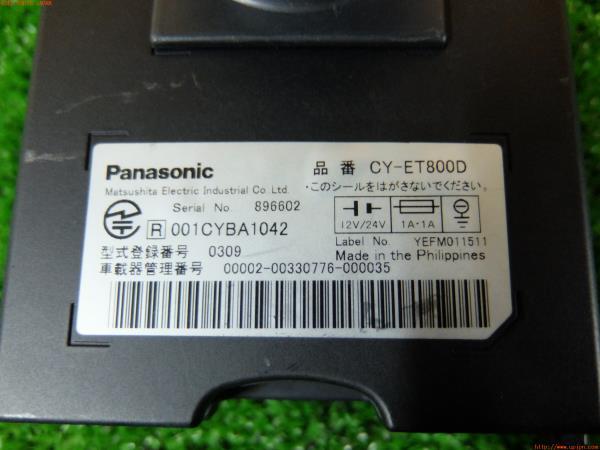 Panasonic
品 番 CY-ET800D
Matsushita Electric Industrial Co.Ltd.
・このシールをはがさないでください。
Serial No. 896602
R 001CYBA1042
12V/24V
1A・1A
Label No. YEFM011511
型式登録番号 0309
Made in the Philippines
車載器管理番号 00002-00330776-000035